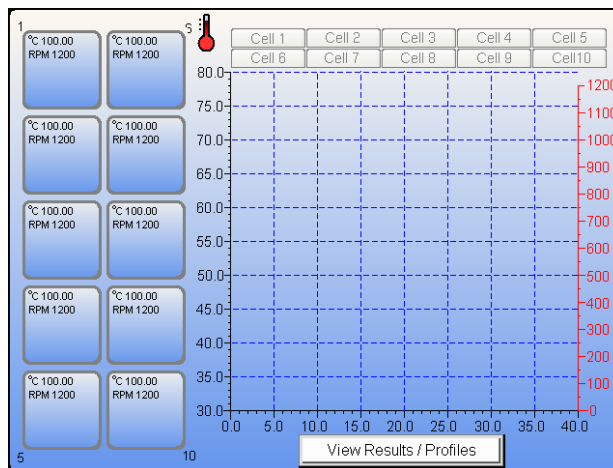 1
S
°C 100.00
RPM 1200
°C 100.00
RPM 1200
°C 100.00
RPM 1200
°C 100.00
RPM 1200
°C 100.00
RPM 1200
°C 100.00
RPM 1200
°C 100.00
RPM 1200
°C 100.00
RPM 1200
°C 100.00
RPM 1200
°C 100.00
RPM 1200
5
10
Cell 1 Cell 2 Cell 3 Cell 4 Cell 5
Cell 6 Cell 7 Cell 8 Cell 9 Cell10
80.0
75.0
70.0
65.0
60.0
55.0
50.0
45.0
40.0
35.0
30.0
1200
1100
1000
900
800
700
600
500
400
300
200
100
0
0.0 5.0 10.0 15.0 20.0 25.0 30.0 35.0 40.0
View Results / Profiles